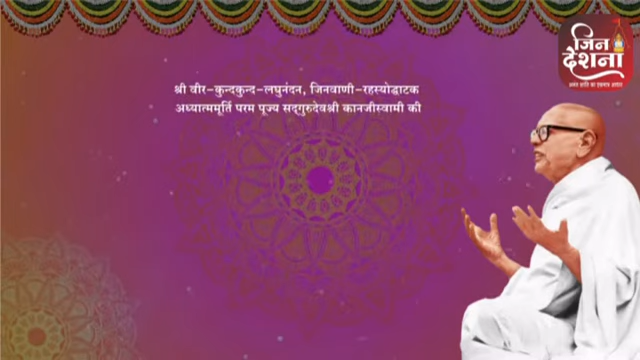 श्री वीर-कुन्दकुन्द-लघुनंदन, जिनवाणी-रहस्योद्घाटक
अध्यात्ममूर्ति परम पूज्य सद्गुरुदेवश्री कानजीस्वामी की
जिन
देशना